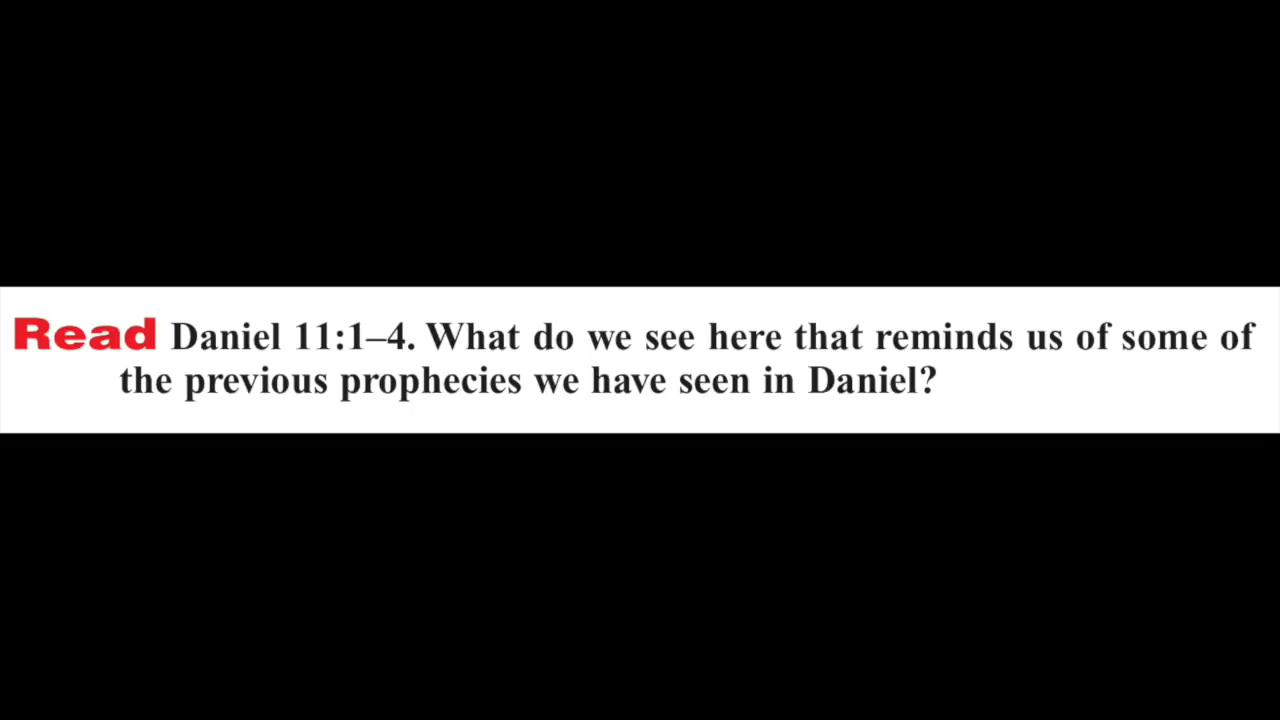 Read Daniel 11:1–4. What do we see here that reminds us of some of
the previous prophecies we have seen in Daniel?